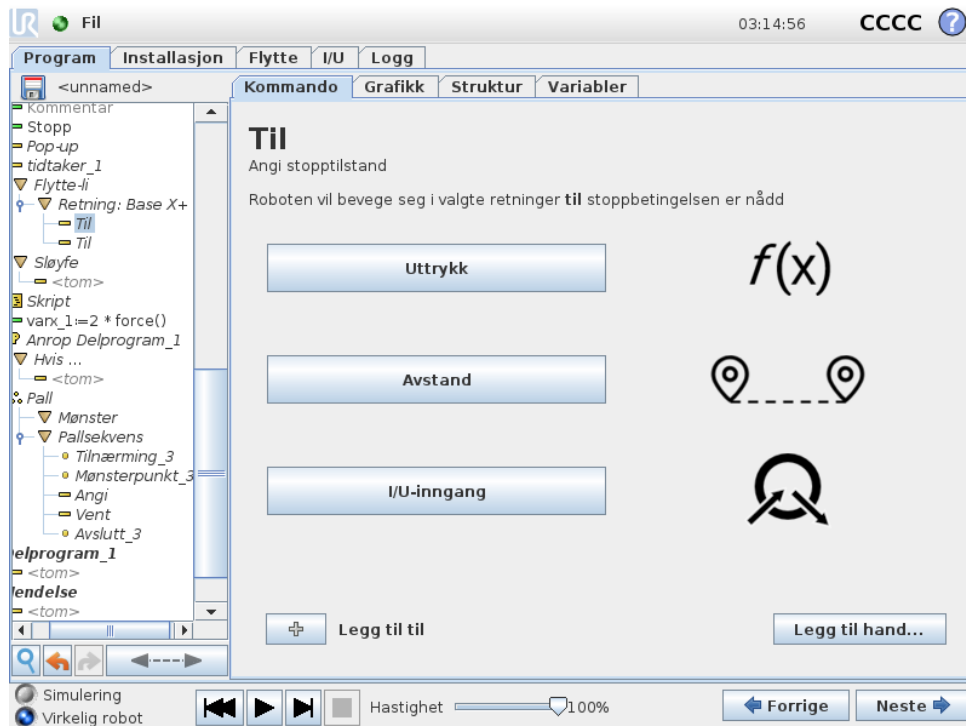 UR Fil 03:14:56 CCCC ?
Program Installasjon Flytte I/U Logg
<unnamed>
Kommando Grafikk Struktur Variabler
Kommentar
Stopp
Pop-up
tidtaker_1
Flytte-li
Retning: Base X+
Til
Til
Sløyfe
<tom>
Skript
varx_1:=2 * force()
Anrop Delprogram_1
Hvis ...
<tom>
Pall
Mønster
Pallsekvens
Tilnærming_3
Mønsterpunkt_3
Angi
Vent
Avslutt_3
elprogram_1
<tom>
endelse
<tom>
Til
Angi stopptilstand
Roboten vil bevege seg i valgte retninger til stoppbetingelsen er nådd
Uttrykk f(x)
Avstand
I/U-inngang
Legg til til Legg til hand...
Simulering
Virkelig robot
Hastighet 100%
Forrige Neste